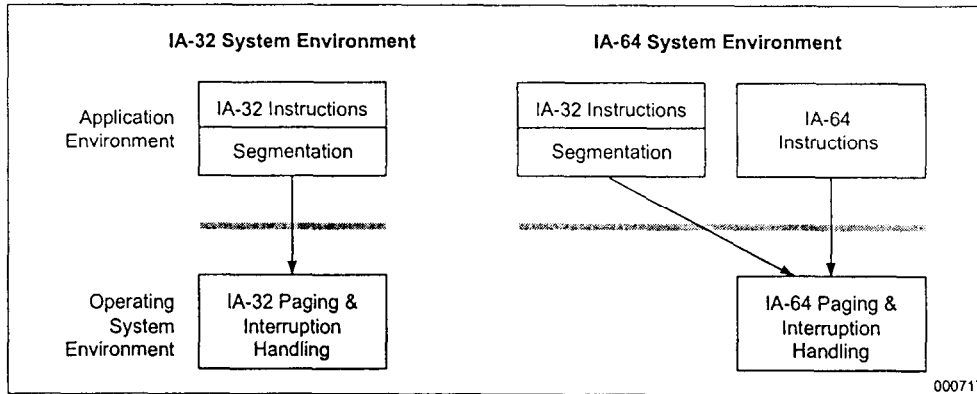 IA-32 System Environment
IA-64 System Environment
Application
Environment
IA-32 Instructions
Segmentation
IA-32 Instructions
Segmentation
IA-64
Instructions
Operating
System
Environment
IA-32 Paging &
Interruption
Handling
IA-64 Paging &
Interruption
Handling
000717